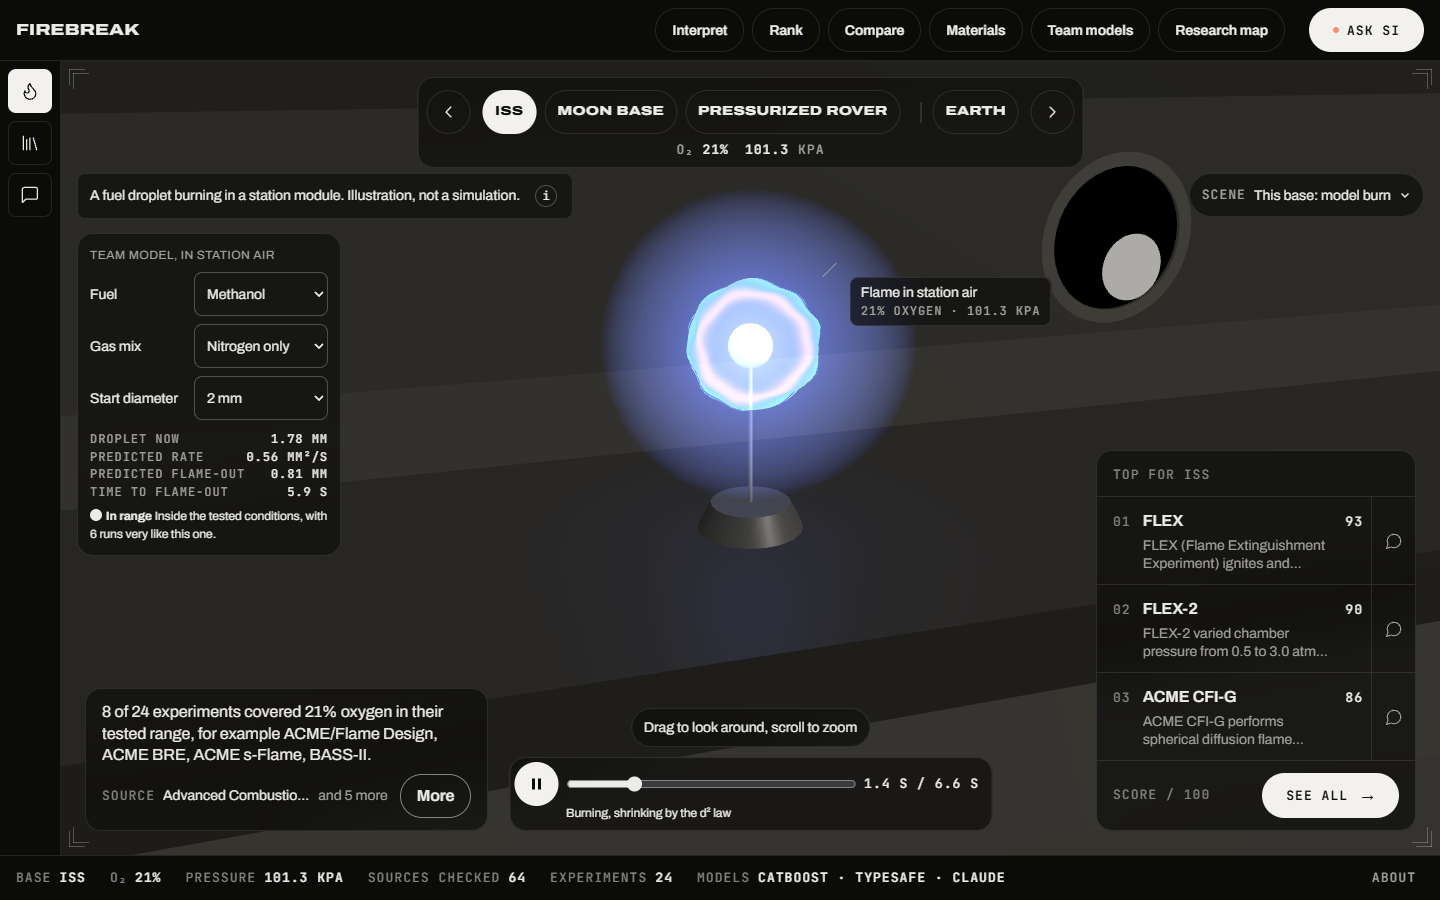 FIREBREAK
Interpret
Rank
Compare
Materials
Team models
Research map
ASK SI
ISS
MOON BASE
PRESSURIZED ROVER
EARTH
O₂ 21% 101.3 KPA
A fuel droplet burning in a station module. Illustration, not a simulation.
i
SCENE This base: model burn
TEAM MODEL, IN STATION AIR
Fuel Methanol
Gas mix Nitrogen only
Start diameter 2 mm
DROPLET NOW 1.78 MM
PREDICTED RATE 0.56 MM²/S
PREDICTED FLAME-OUT 0.81 MM
TIME TO FLAME-OUT 5.9 S
In range Inside the tested conditions, with
6 runs very like this one.
Flame in station air
21% OXYGEN · 101.3 KPA
TOP FOR ISS
01 FLEX 93
FLEX (Flame Extinguishment
Experiment) ignites and...
02 FLEX-2 90
FLEX-2 varied chamber
pressure from 0.5 to 3.0 atm...
03 ACME CFI-G 86
ACME CFI-G performs
spherical diffusion flame...
SCORE / 100
SEE ALL →
8 of 24 experiments covered 21% oxygen in their
tested range, for example ACME/Flame Design,
ACME BRE, ACME s-Flame, BASS-II.
SOURCE Advanced Combustio... and 5 more
More
Drag to look around, scroll to zoom
1.4 S / 6.6 S
Burning, shrinking by the d² law
BASE ISS
O₂ 21%
PRESSURE 101.3 KPA
SOURCES CHECKED 64
EXPERIMENTS 24
MODELS CATBOOST · TYPESAFE · CLAUDE
ABOUT